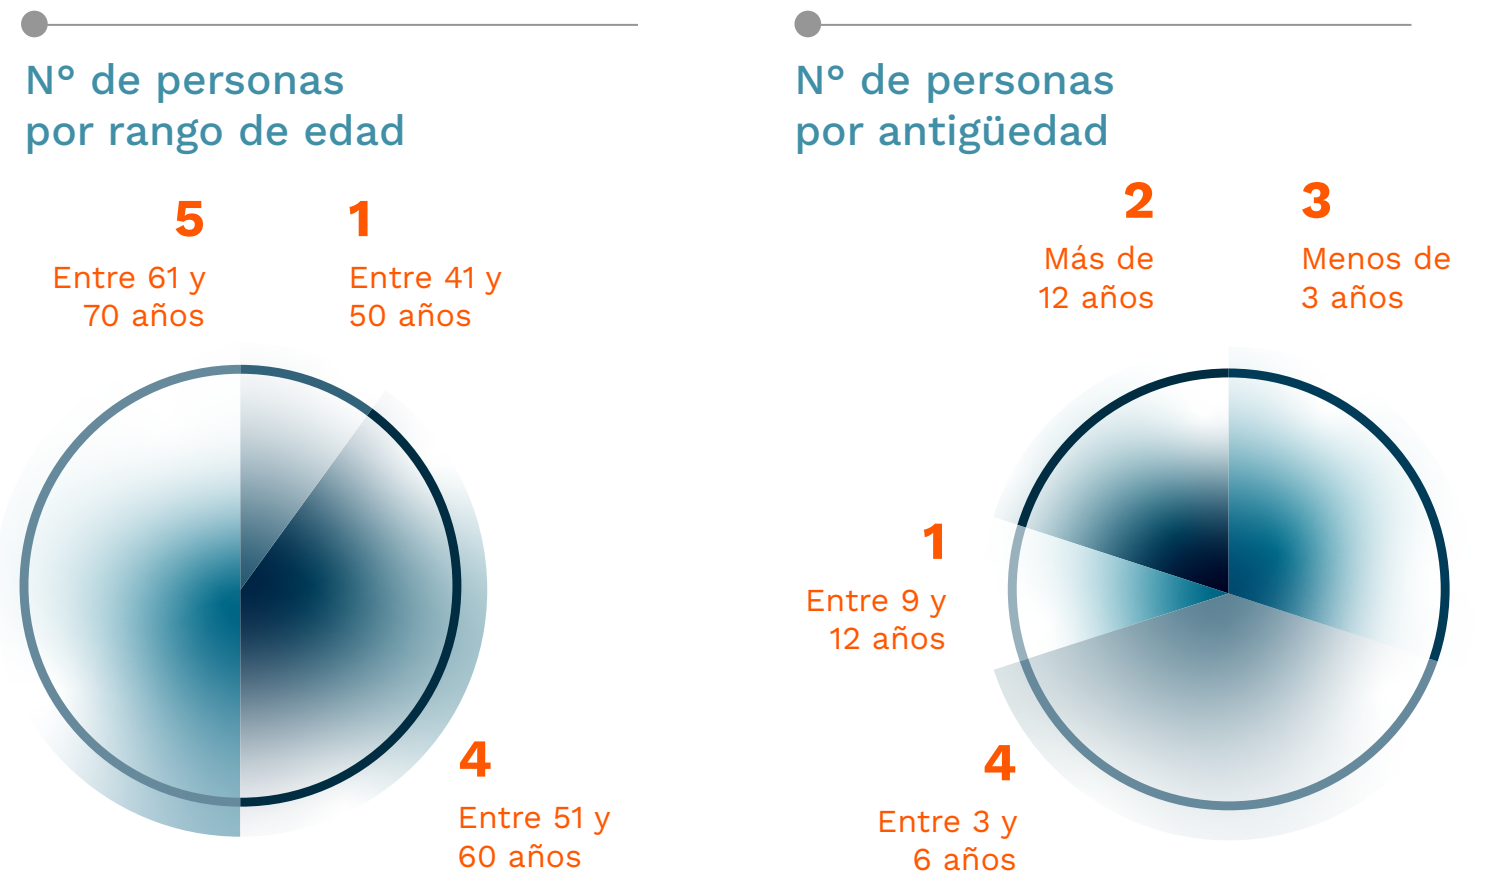 N° de personas
por rango de edad
5
Entre 61 y
70 años
1
Entre 41 y
50 años
4
Entre 51 y
60 años
N° de personas
por antigüedad
2
Más de
12 años
3
Menos de
3 años
1
Entre 9 y
12 años
4
Entre 3 y
6 años